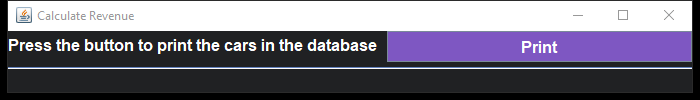 Calculate Revenue
Press the button to print the cars in the database
Print